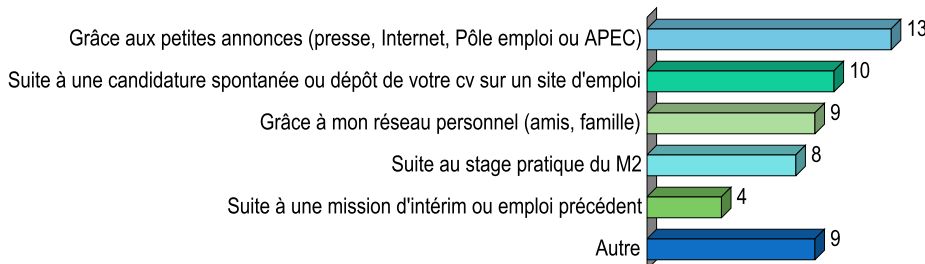 Grâce aux petites annonces (presse, Internet, Pôle emploi ou APEC) 13
Suite à une candidature spontanée ou dépôt de votre cv sur un site d'emploi 10
Grâce à mon réseau personnel (amis, famille) 9
Suite au stage pratique du M2 8
Suite à une mission d'intérim ou emploi précédent 4
Autre 9